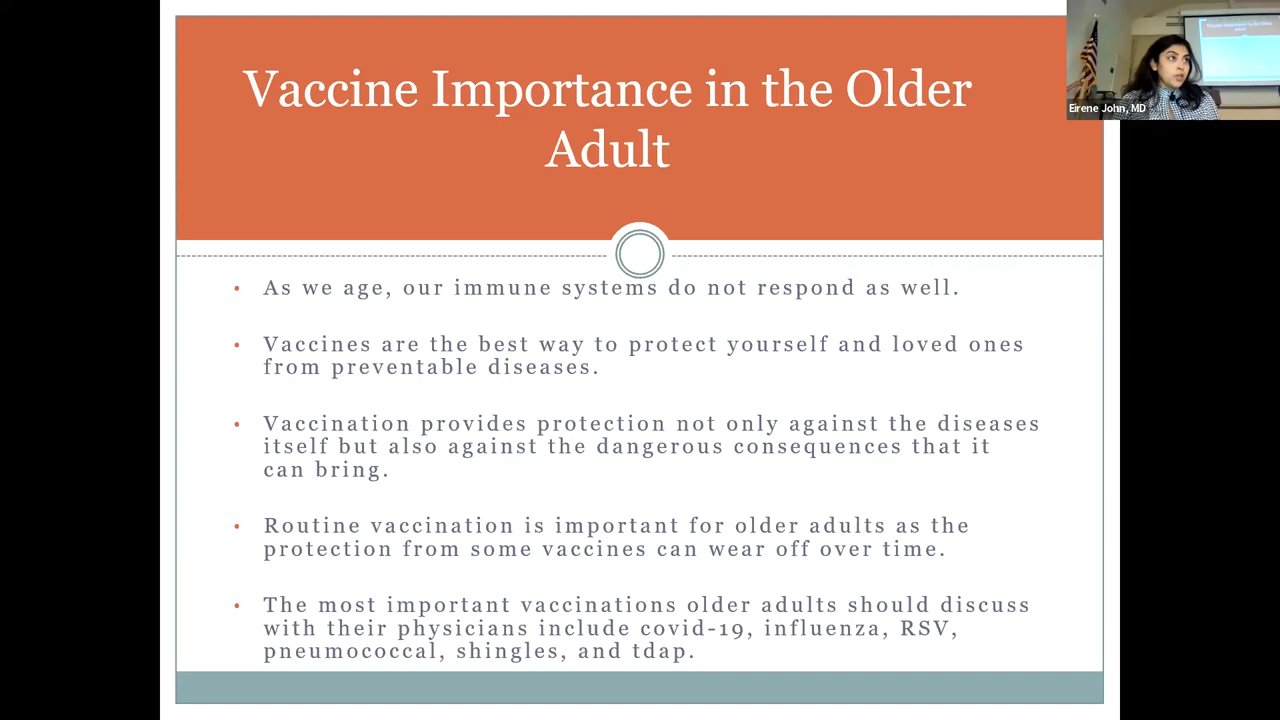 Vaccine Importance in the Older
Adult
Eirene John, MD
• As we age, our immune systems do not respond as well.
• Vaccines are the best way to protect yourself and loved ones
from preventable diseases.
• Vaccination provides protection not only against the diseases
itself but also against the dangerous consequences that it
can bring.
• Routine vaccination is important for older adults as the
protection from some vaccines can wear off over time.
• The most important vaccinations older adults should discuss
with their physicians include covid-19, influenza, RSV,
pneumococcal, shingles, and tdap.